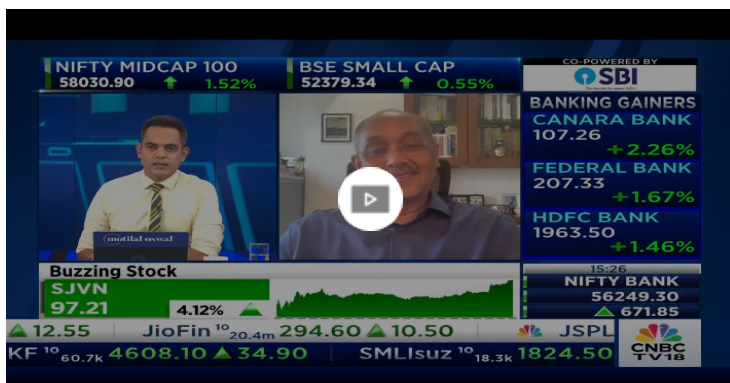 NIFTY MIDCAP 100
58030.90 1.52%
BSE SMALL CAP
52379.34 0.55%
CO-POWERED BY
SBI
BANKING GAINERS
CANARA BANK
107.26
+2.26%
FEDERAL BANK
207.33
+1.67%
HDFC BANK
1963.50
+1.46%
motilal oswal
Buzzing Stock
SJVN
97.21 4.12%
15:26
NIFTY BANK
56249.30
671.85
12.55 JioFin 10 20.4m 294.60 10.50 JSPL
KF 10 60.7k 4608.10 34.90 SMLIsuz 10 18.3k 1824.50
CNBC
TV18